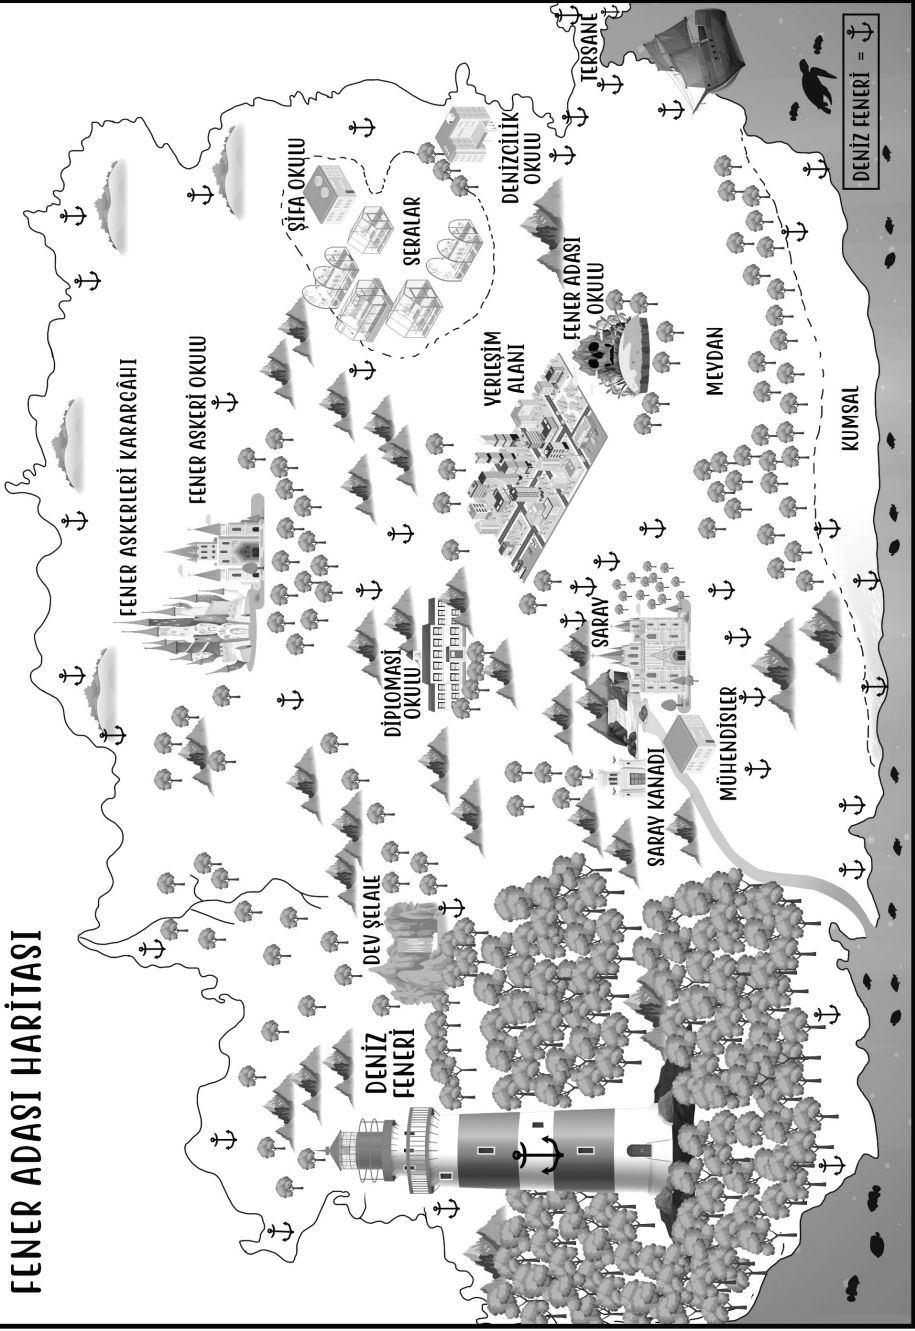 FENER ADASI HARİTASI
FENER ASKERLERİ KARARGÂHI
FENER ASKERİ OKULU
ŞİFA OKULU
SERALAR
DENİZCİLİK
OKULU
TERSANE
DENİZ FENERİ =
DİPLOMASİ
OKULU
YERLEŞİM
ALANI
FENER ADASI
OKULU
MEYDAN
KUMSAL
DEV ŞELALE
DENİZ
FENERİ
SARAY
SARAY KANADI
MÜHENDİSLER